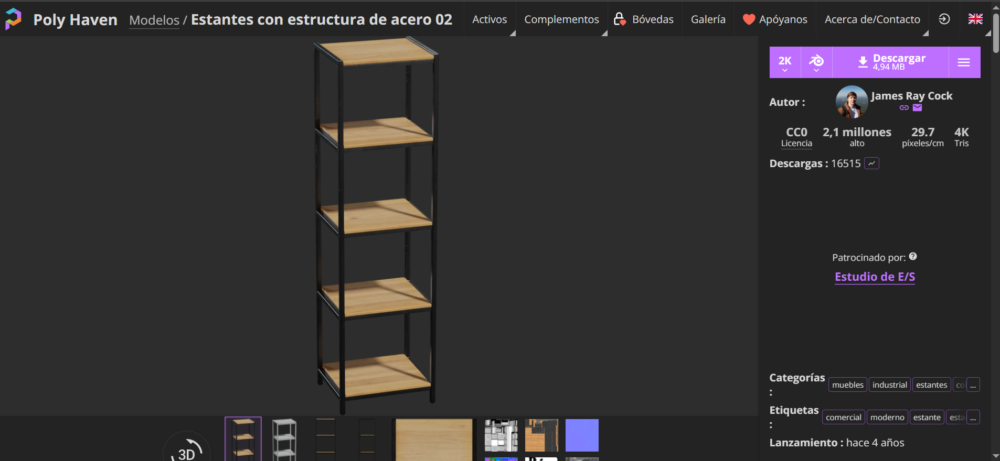 Poly Haven
Modelos / Estantes con estructura de acero 02
Activos
Complementos
Bóvedas
Galería
Apóyanos
Acerca de/Contacto
2K
Descargar
4,94 MB
Autor :
James Ray Cock
CC0
Licencia
2,1 millones
alto
29.7
píxeles/cm
4K
Tris
Descargas : 16515
Patrocinado por:
Estudio de E/S
Categorías :
muebles
industrial
estantes
co
...
Etiquetas :
comercial
moderno
estante
esta
...
Lanzamiento : hace 4 años
3D